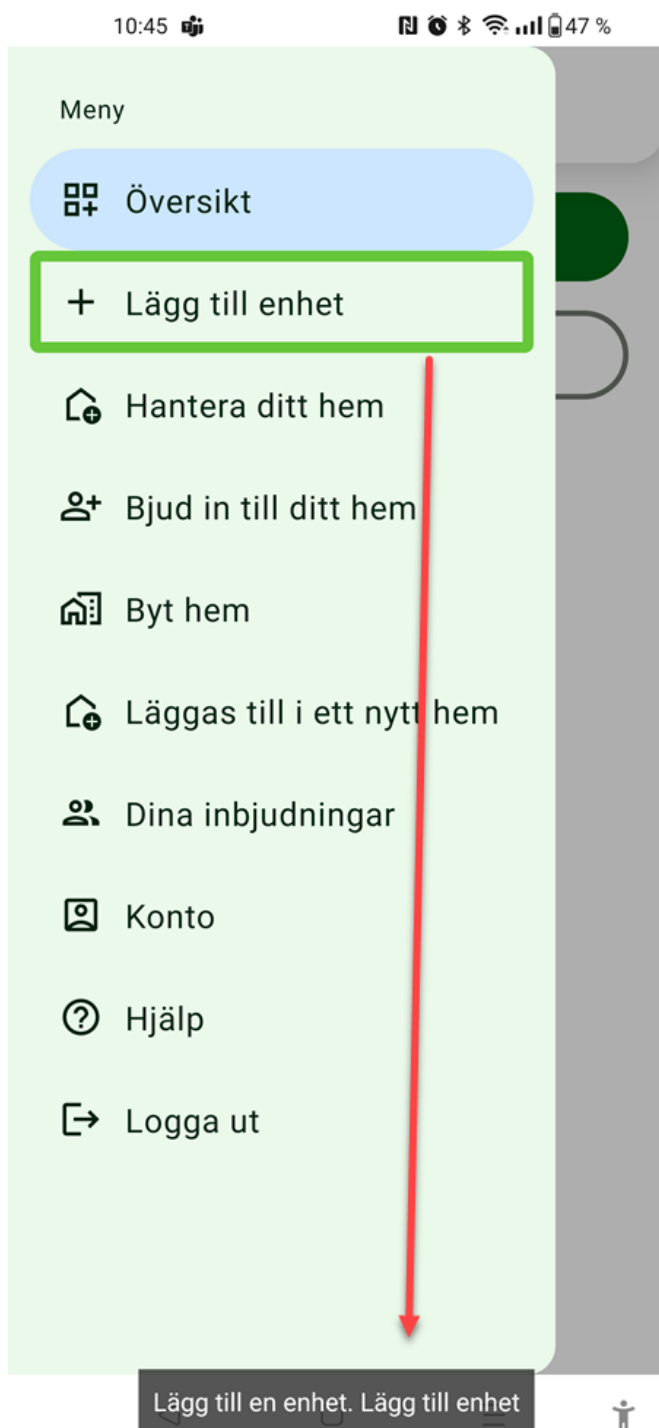 10:45
47 %
Meny
Översikt
Lägg till enhet
Hantera ditt hem
Bjud in till ditt hem
Byt hem
Läggas till i ett nytt hem
Dina inbjudningar
Konto
Hjälp
Logga ut
Lägg till en enhet. Lägg till enhet